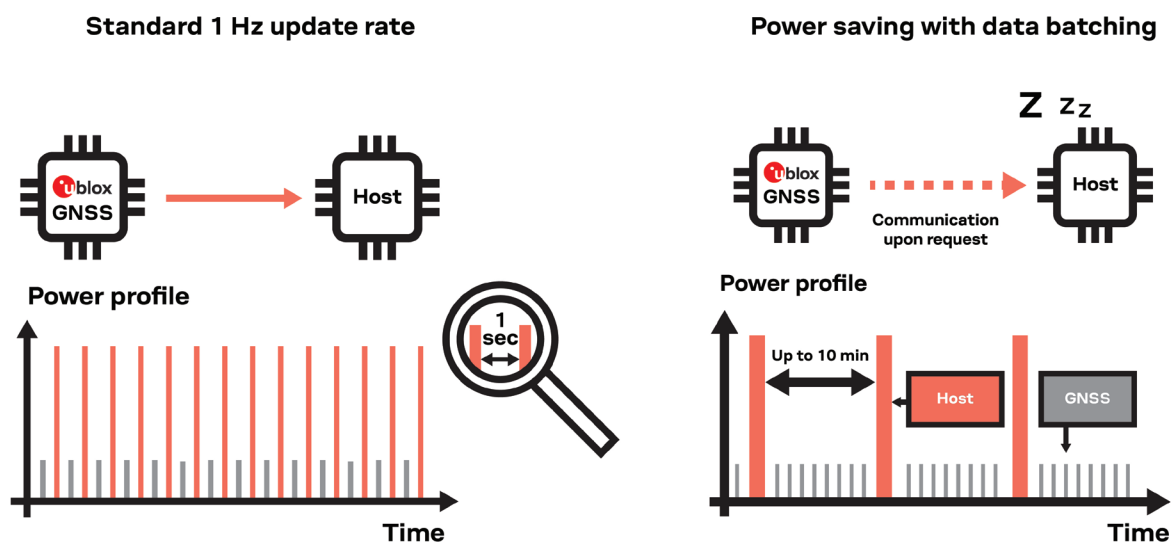 Standard 1 Hz update rate
Power saving with data batching
ublox
GNSS
Host
Power profile
1
sec
Time
Z z z
ublox
GNSS
Host
Communication
upon request
Power profile
Up to 10 min
Host
GNSS
Time